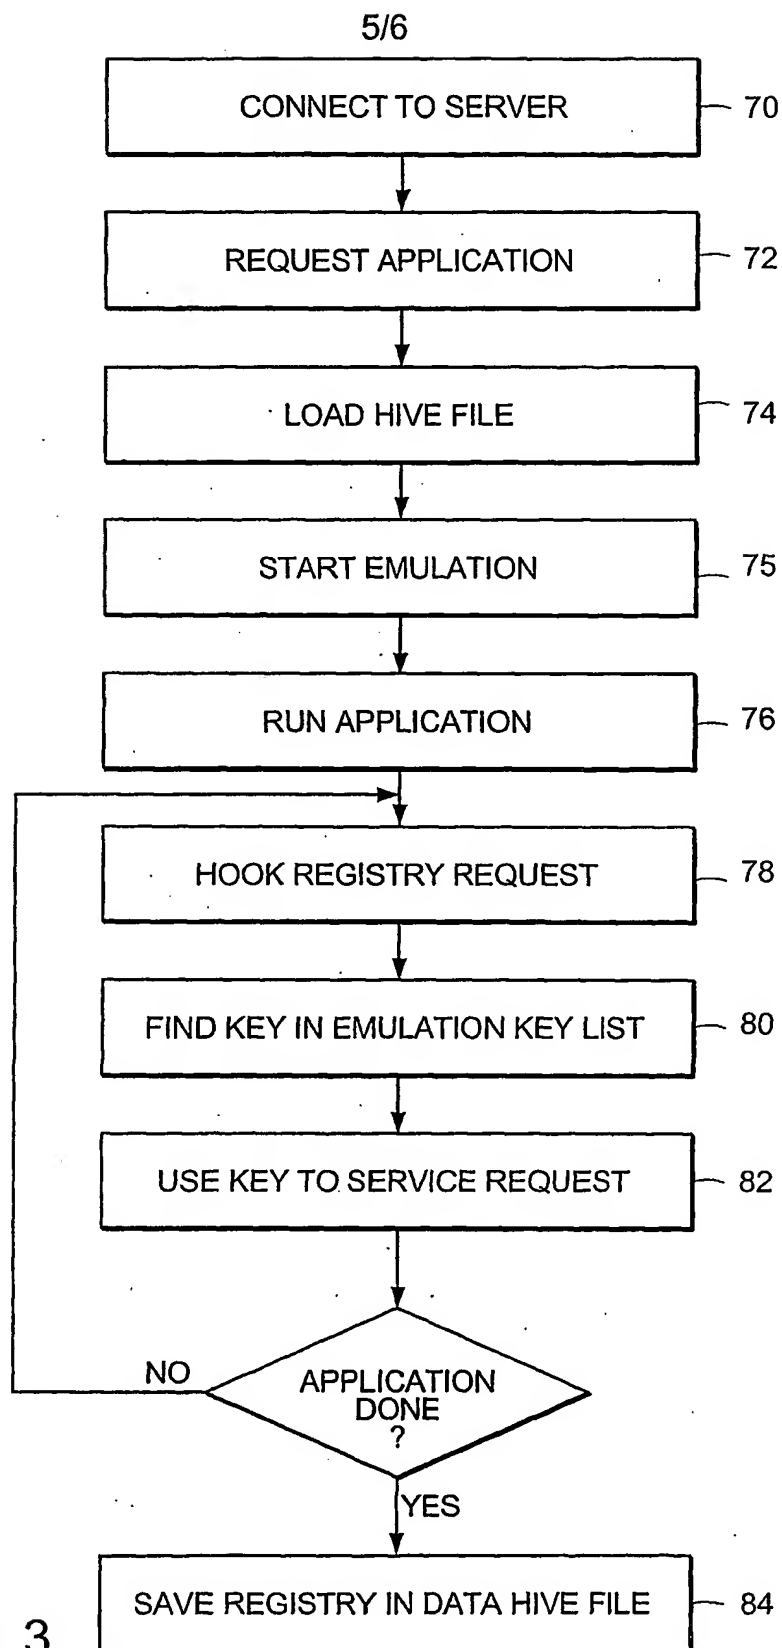 5/6
CONNECT TO SERVER
70
REQUEST APPLICATION
72
LOAD HIVE FILE
74
START EMULATION
75
RUN APPLICATION
76
HOOK REGISTRY REQUEST
78
FIND KEY IN EMULATION KEY LIST
80
USE KEY TO SERVICE REQUEST
82
NO
APPLICATION
DONE
?
YES
SAVE REGISTRY IN DATA HIVE FILE
84
3